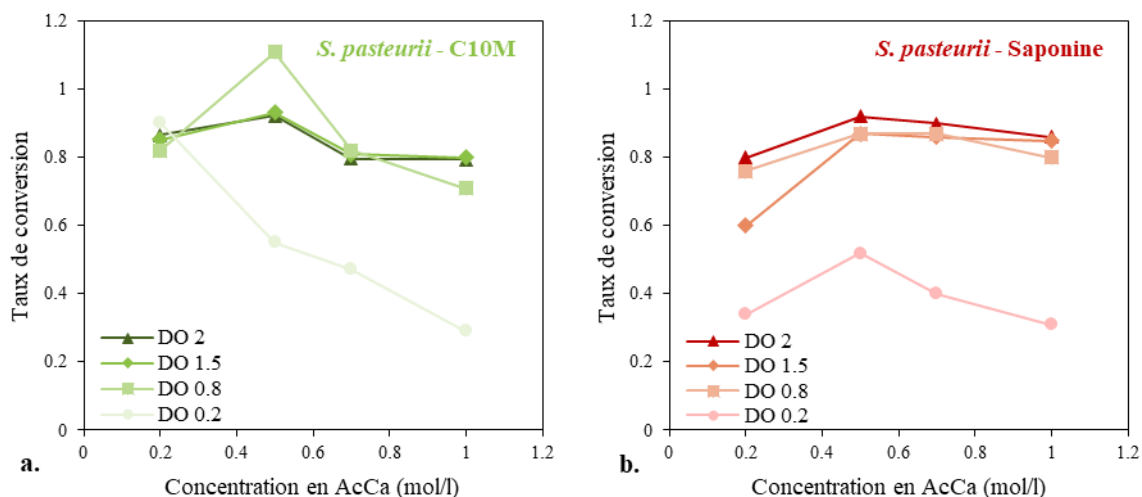 S. pasteurii - C10M
Taux de conversion
1.2
1
0.8
0.6
0.4
0.2
0
DO 2
DO 1.5
DO 0.8
DO 0.2
0
0.2
0.4
0.6
0.8
1
1.2
Concentration en AcCa (mol/l)
a.
S. pasteurii - Saponine
Taux de conversion
1.2
1
0.8
0.6
0.4
0.2
0
DO 2
DO 1.5
DO 0.8
DO 0.2
0
0.2
0.4
0.6
0.8
1
1.2
Concentration en AcCa (mol/l)
b.